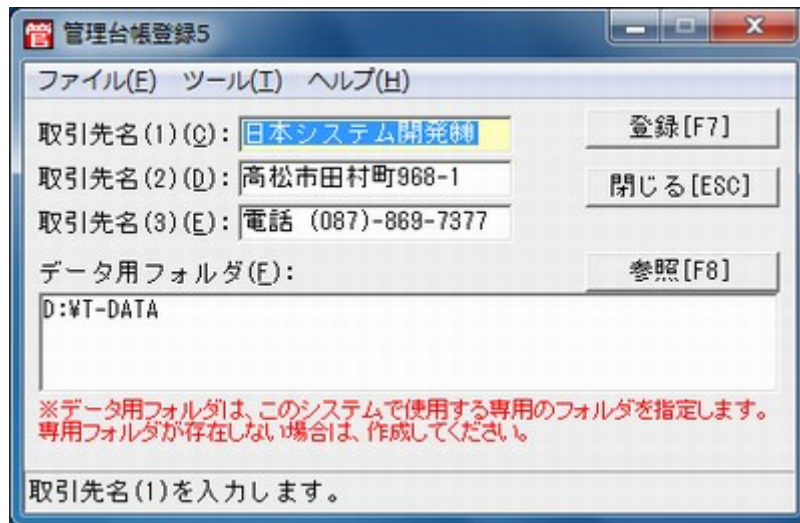 管 管理台帳登録5
ファイル(F) ツール(T) ヘルプ(H)
取引先名(1)(C): 日本システム開発㈱ 登録[F7]
取引先名(2)(D): 高松市田村町968-1 閉じる[ESC]
取引先名(3)(E): 電話 (087)-869-7377
データ用フォルダ(F): 参照[F8]
D:¥T-DATA
※データ用フォルダは、このシステムで使用する専用のフォルダを指定します。
専用フォルダが存在しない場合は、作成してください。
取引先名(1)を入力します。